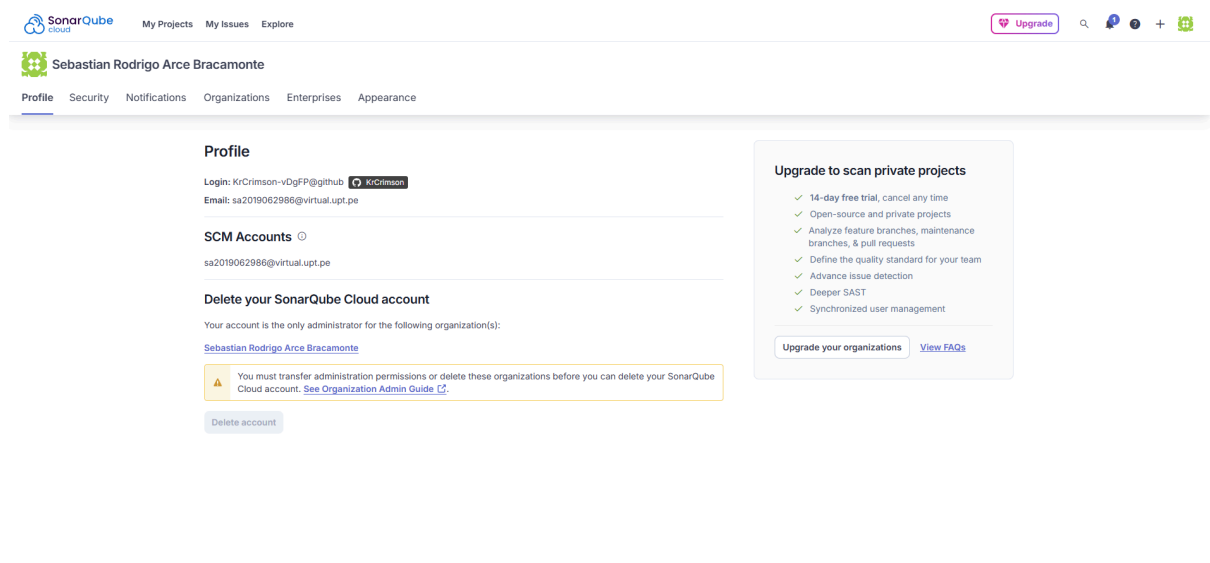 SonarQube cloud
My Projects My Issues Explore
Upgrade
1
Sebastian Rodrigo Arce Bracamonte
Profile Security Notifications Organizations Enterprises Appearance
Profile
Login: KrCrimson-vDgFP@github KrCrimson
Email: sa2019062986@virtual.upt.pe
SCM Accounts
sa2019062986@virtual.upt.pe
Delete your SonarQube Cloud account
Your account is the only administrator for the following organization(s):
Sebastian Rodrigo Arce Bracamonte
You must transfer administration permissions or delete these organizations before you can delete your SonarQube
Cloud account. See Organization Admin Guide.
Delete account
Upgrade to scan private projects
14-day free trial, cancel any time
Open-source and private projects
Analyze feature branches, maintenance
branches, & pull requests
Define the quality standard for your team
Advance issue detection
Deeper SAST
Synchronized user management
Upgrade your organizations View FAQs